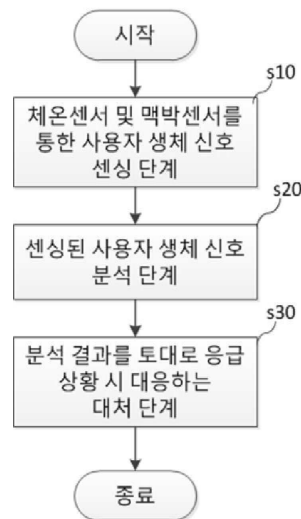 시작
s10
체온센서 및 맥박센서를
통한 사용자 생체 신호
센싱 단계
s20
센싱된 사용자 생체 신호
분석 단계
s30
분석 결과를 토대로 응급
상황 시 대응하는
대처 단계
종료